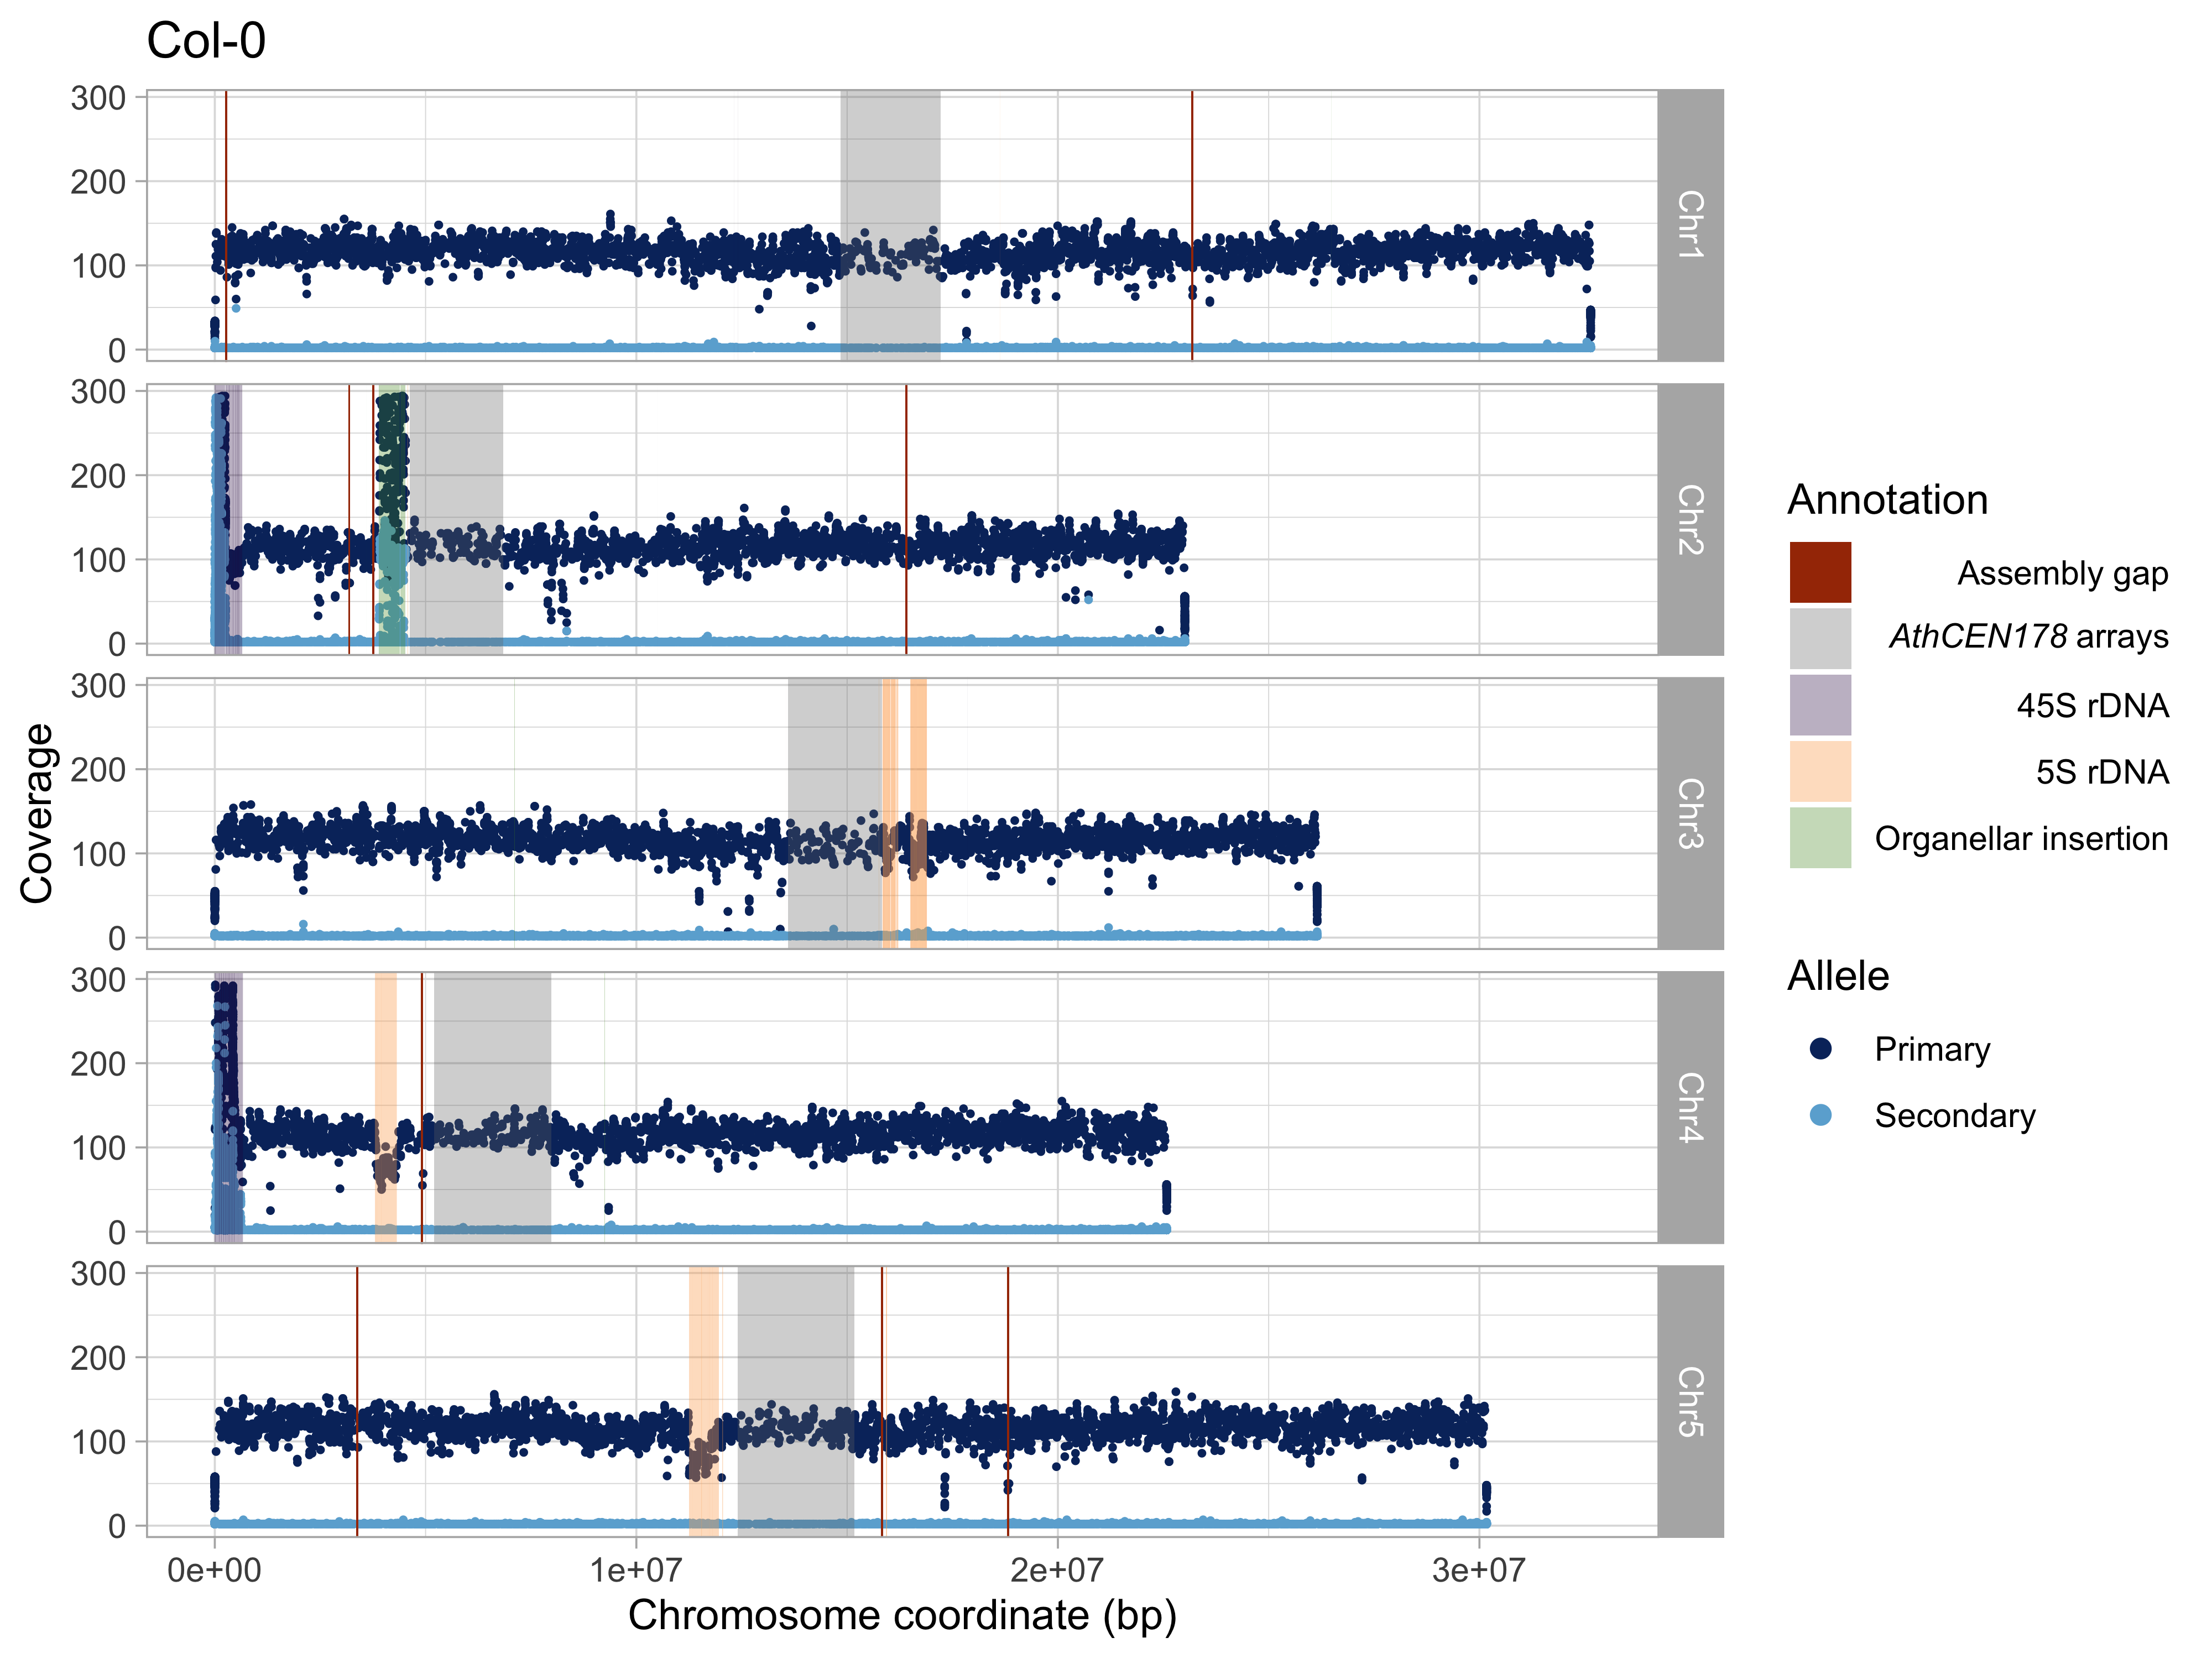 Col-0
300
200
100
0
Chr1
300
200
100
0
Chr2
300
200
100
0
Chr3
300
200
100
0
Chr4
300
200
100
0
Chr5
0e+00 1e+07 2e+07 3e+07
Chromosome coordinate (bp)
Coverage
Annotation
Assembly gap
AthCEN178 arrays
45S rDNA
5S rDNA
Organellar insertion
Allele
Primary
Secondary